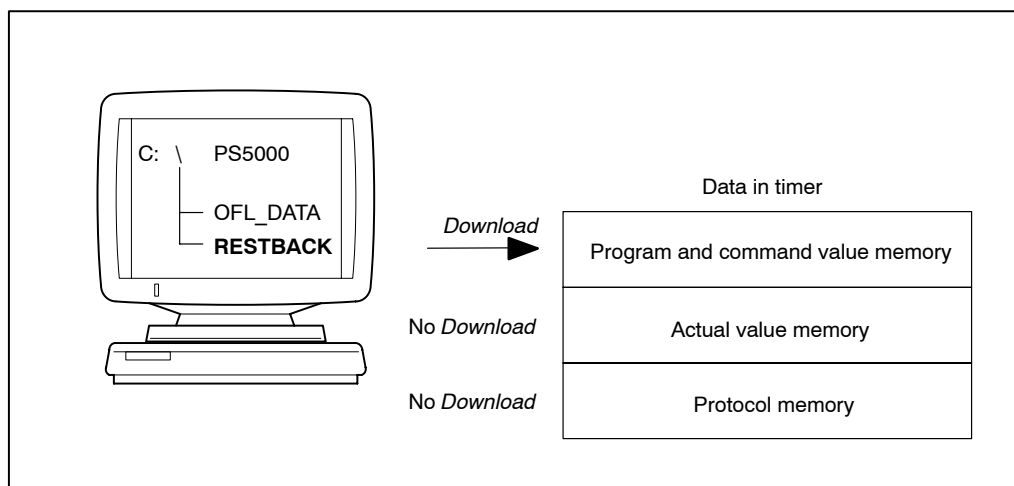 C: \ PS5000
OFL_DATA
RESTBACK
Data in timer
Download
Program and command value memory
No Download
Actual value memory
No Download
Protocol memory